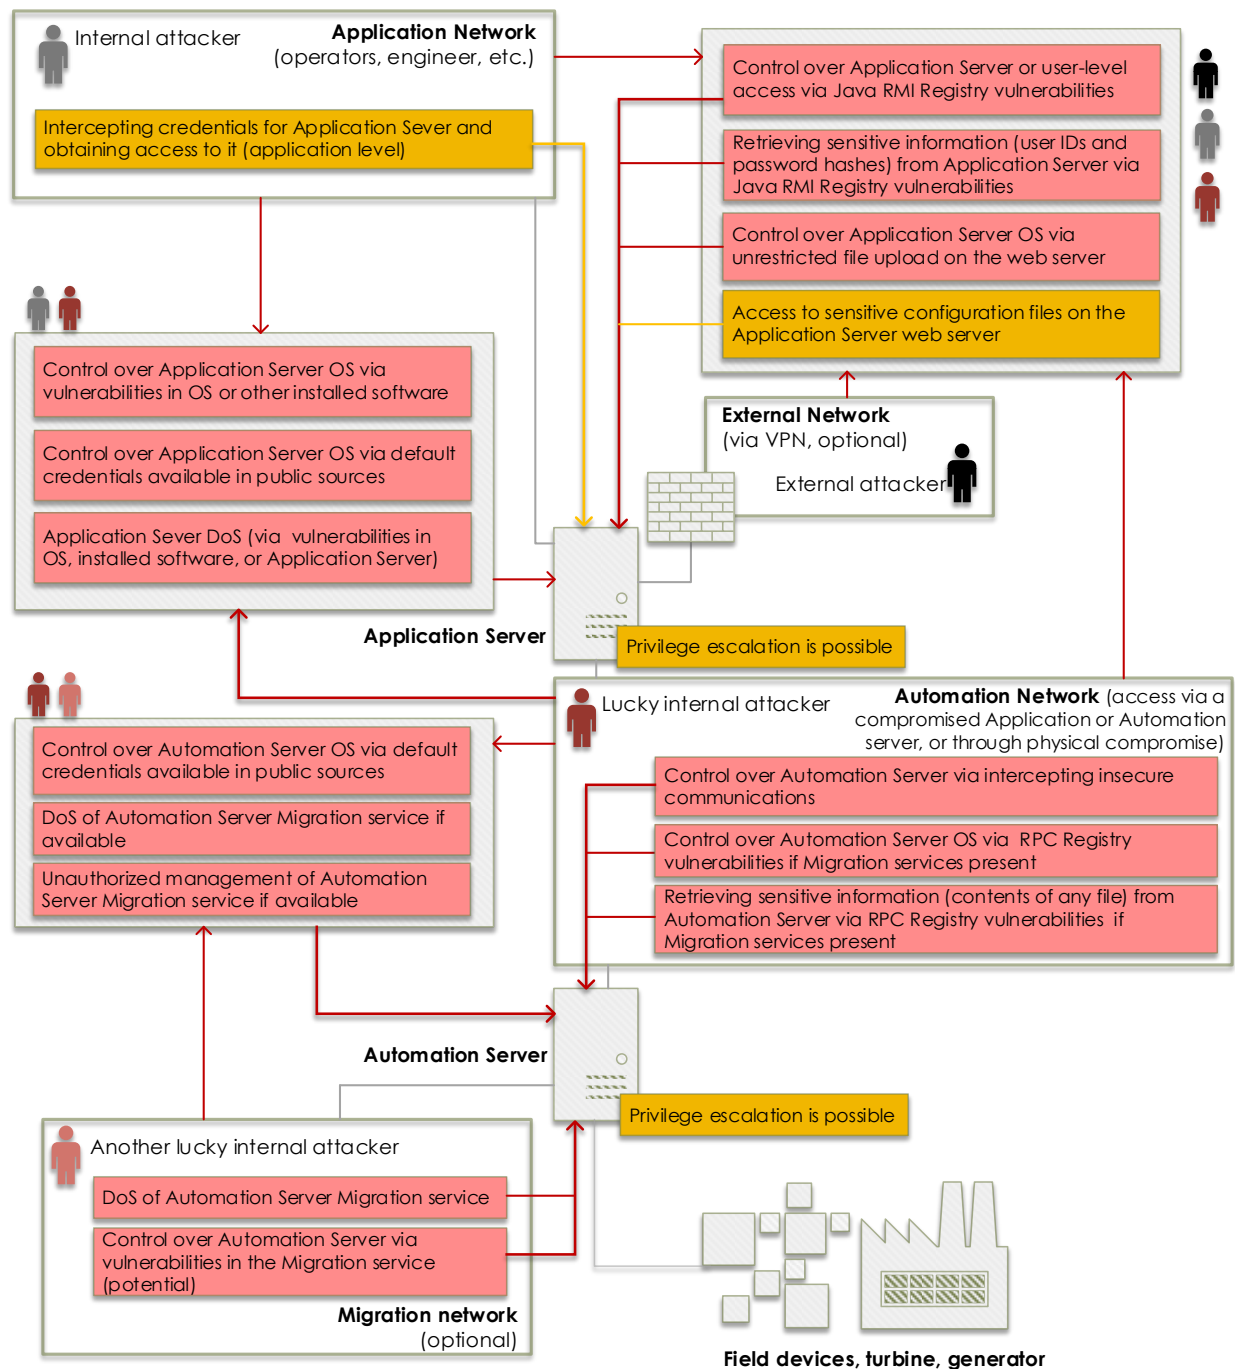 Internal attacker
Application Network
(operators, engineer, etc.)
Intercepting credentials for Application Sever and
obtaining access to it (application level)
Control over Application Server or user-level
access via Java RMI Registry vulnerabilities
Retrieving sensitive information (user IDs and
password hashes) from Application Server via
Java RMI Registry vulnerabilities
Control over Application Server OS via
unrestricted file upload on the web server
Access to sensitive configuration files on the
Application Server web server
Control over Application Server OS via
vulnerabilities in OS or other installed software
Control over Application Server OS via default
credentials available in public sources
Application Sever DoS (via vulnerabilities in
OS, installed software, or Application Server)
External Network
(via VPN, optional)
External attacker
Application Server
Privilege escalation is possible
Lucky internal attacker
Automation Network (access via a
compromised Application or Automation
server, or through physical compromise)
Control over Automation Server via intercepting insecure
communications
Control over Automation Server OS via RPC Registry
vulnerabilities if Migration services present
Retrieving sensitive information (contents of any file) from
Automation Server via RPC Registry vulnerabilities if
Migration services present
Control over Automation Server OS via default
credentials available in public sources
DoS of Automation Server Migration service if
available
Unauthorized management of Automation
Server Migration service if available
Automation Server
Privilege escalation is possible
Another lucky internal attacker
DoS of Automation Server Migration service
Control over Automation Server via
vulnerabilities in the Migration service
(potential)
Migration network
(optional)
Field devices, turbine, generator